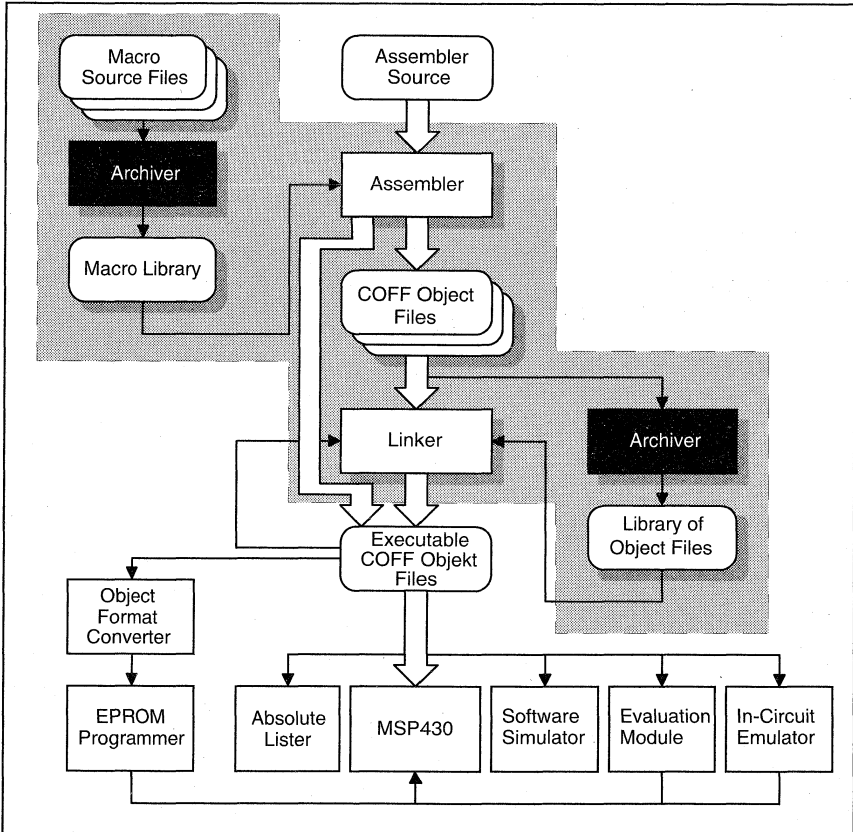 Macro
Source Files
Assembler
Source
Archiver
Assembler
Macro Library
COFF Object
Files
Linker
Archiver
Executable
COFF Objekt
Files
Library of
Object Files
Object
Format
Converter
EPROM
Programmer
Absolute
Lister
MSP430
Software
Simulator
Evaluation
Module
In-Circuit
Emulator